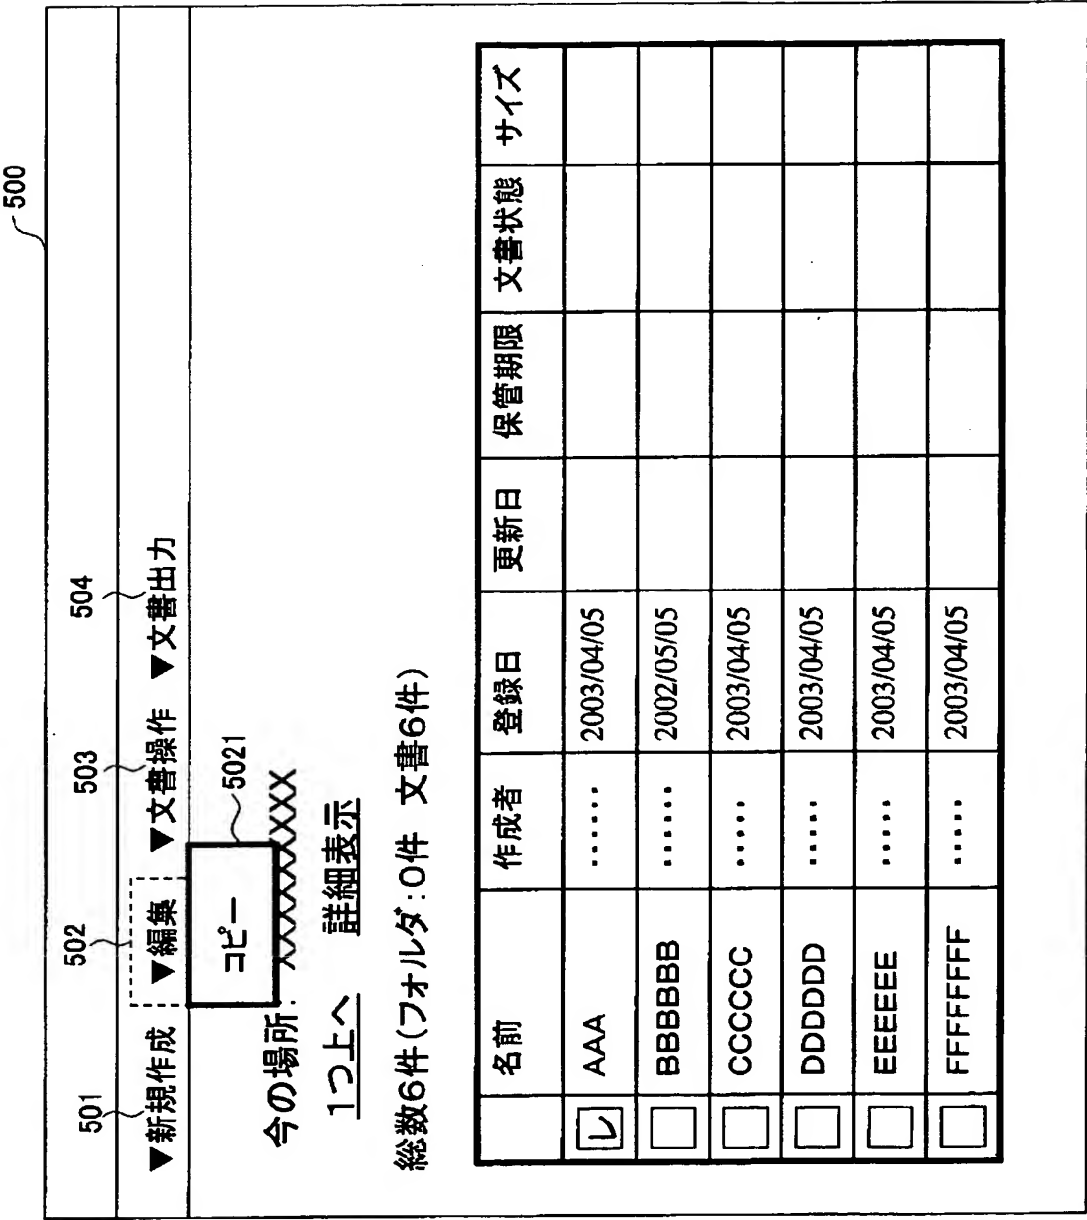 500
501 502 503 504
▼新規作成 ▼編集 ▼文書操作 ▼文書出力
コピー 5021
今の場所: XXXXXXXX
1つ上へ 詳細表示
総数6件(フォルダ:0件 文書6件)
名前 作成者 登録日 更新日 保管期限 文書状態 サイズ
レ AAA ・・・・・・ 2003/04/05
BBBBBB ・・・・・・ 2002/05/05
CCCCCC ・・・・・ 2003/04/05
DDDDDD ・・・・・ 2003/04/05
EEEEEE ・・・・・ 2003/04/05
FFFFFFFF ・・・・・ 2003/04/05